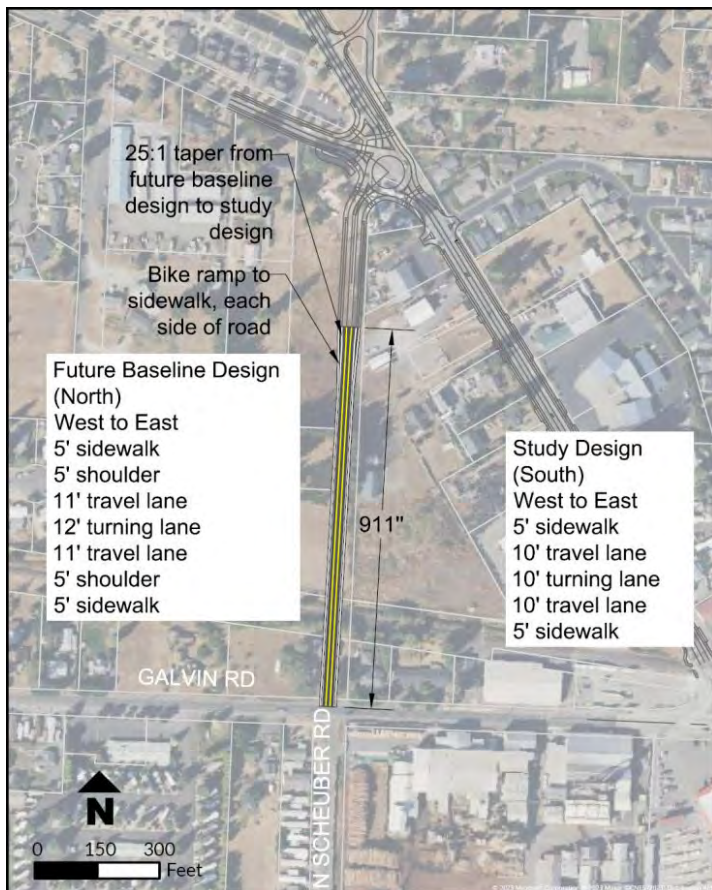 25:1 taper from
future baseline
design to study
design
Bike ramp to
sidewalk, each
side of road
Future Baseline Design
(North)
West to East
5' sidewalk
5' shoulder
11' travel lane
12' turning lane
11' travel lane
5' shoulder
5' sidewalk
911"
Study Design
(South)
West to East
5' sidewalk
10' travel lane
10' turning lane
10' travel lane
5' sidewalk
GALVIN RD
N SCHEUBER RD
N
0 150 300
Feet